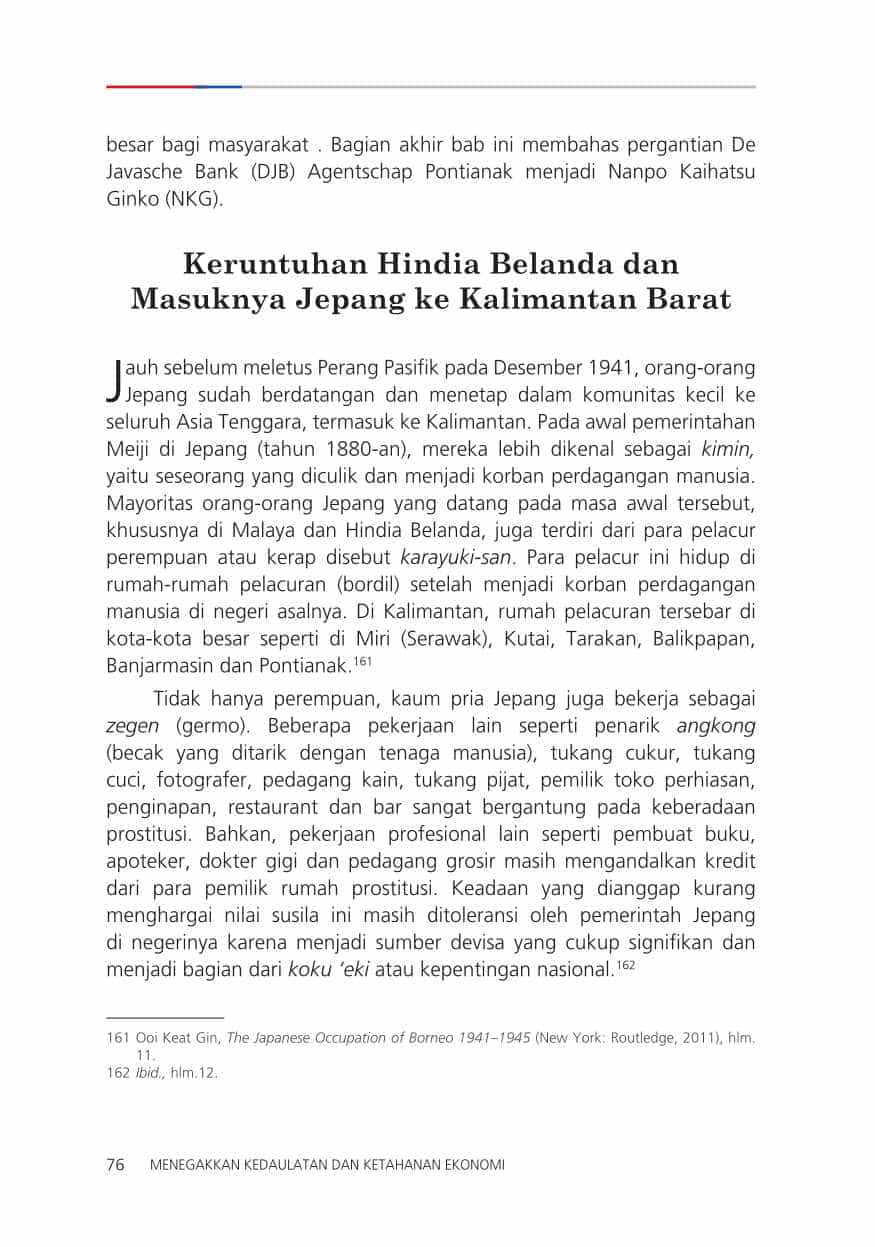 besar bagi masyarakat . Bagian akhir bab ini membahas pergantian De
Javasche Bank (DJB) Agentschap Pontianak menjadi Nanpo Kaihatsu
Ginko (NKG).
Keruntuhan Hindia Belanda dan
Masuknya Jepang ke Kalimantan Barat
Jauh sebelum meletus Perang Pasifik pada Desember 1941, orang-orang
Jepang sudah berdatangan dan menetap dalam komunitas kecil ke
seluruh Asia Tenggara, termasuk ke Kalimantan. Pada awal pemerintahan
Meiji di Jepang (tahun 1880-an), mereka lebih dikenal sebagai kimin,
yaitu seseorang yang diculik dan menjadi korban perdagangan manusia.
Mayoritas orang-orang Jepang yang datang pada masa awal tersebut,
khususnya di Malaya dan Hindia Belanda, juga terdiri dari para pelacur
perempuan atau kerap disebut karayuki-san. Para pelacur ini hidup di
rumah-rumah pelacuran (bordil) setelah menjadi korban perdagangan
manusia di negeri asalnya. Di Kalimantan, rumah pelacuran tersebar di
kota-kota besar seperti di Miri (Serawak), Kutai, Tarakan, Balikpapan,
Banjarmasin dan Pontianak.161
Tidak hanya perempuan, kaum pria Jepang juga bekerja sebagai
zegen (germo). Beberapa pekerjaan lain seperti penarik angkong
(becak yang ditarik dengan tenaga manusia), tukang cukur, tukang
cuci, fotografer, pedagang kain, tukang pijat, pemilik toko perhiasan,
penginapan, restaurant dan bar sangat bergantung pada keberadaan
prostitusi. Bahkan, pekerjaan profesional lain seperti pembuat buku,
apoteker, dokter gigi dan pedagang grosir masih mengandalkan kredit
dari para pemilik rumah prostitusi. Keadaan yang dianggap kurang
menghargai nilai susila ini masih ditoleransi oleh pemerintah Jepang
di negerinya karena menjadi sumber devisa yang cukup signifikan dan
menjadi bagian dari koku ‘eki atau kepentingan nasional.162
161 Ooi Keat Gin, The Japanese Occupation of Borneo 1941–1945 (New York: Routledge, 2011), hlm.
11.
162 Ibid., hlm.12.
76 MENEGAKKAN KEDAULATAN DAN KETAHANAN EKONOMI